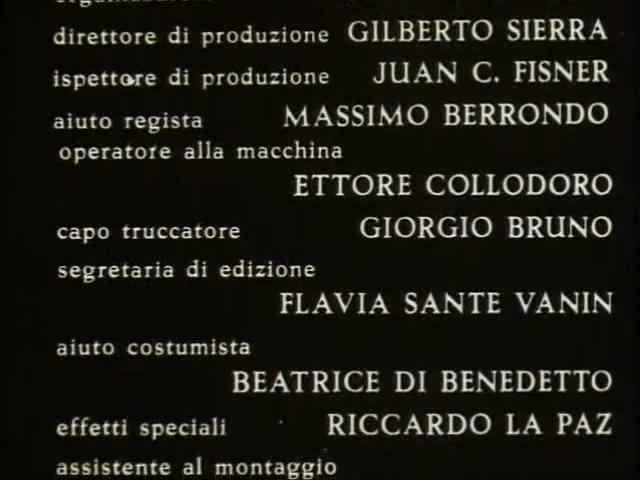 direttore di produzione GILBERTO SIERRA
ispettore di produzione JUAN C. FISNER
aiuto regista MASSIMO BERRONDO
operatore alla macchina
ETTORE COLLODORO
capo truccatore GIORGIO BRUNO
segretaria di edizione
FLAVIA SANTE VANIN
aiuto costumista
BEATRICE DI BENEDETTO
effetti speciali RICCARDO LA PAZ
assistente al montaggio